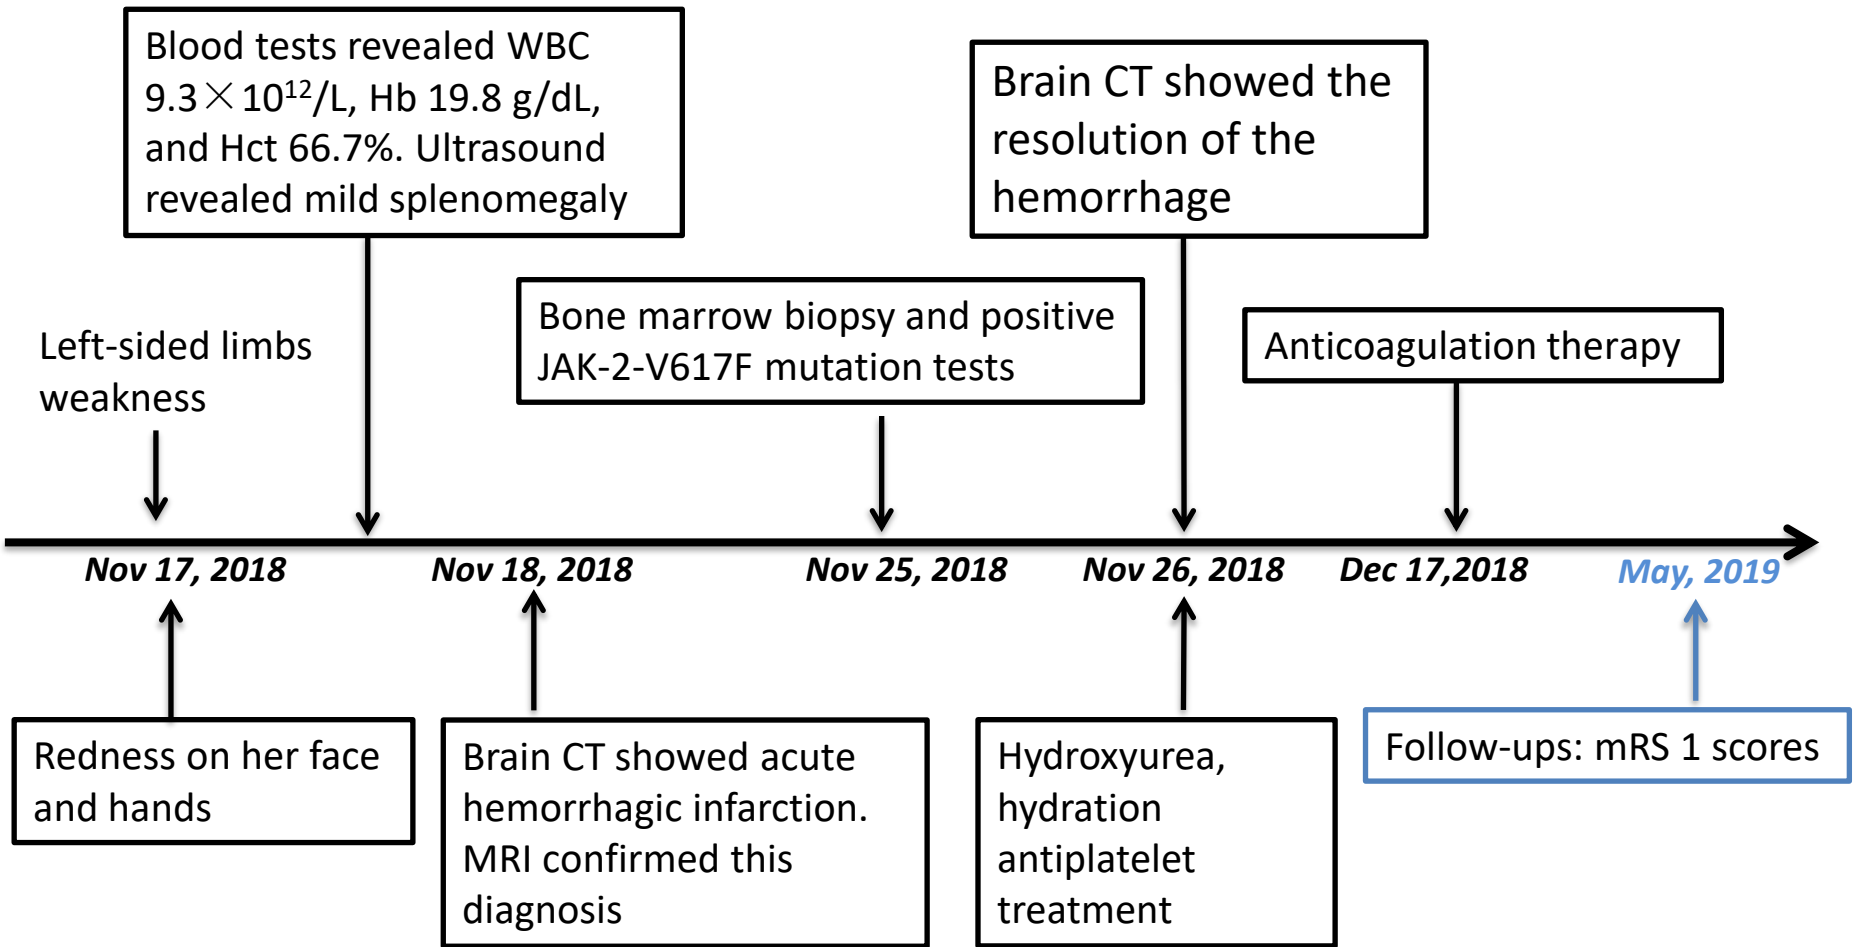 Blood tests revealed WBC
9.3×10¹²/L, Hb 19.8 g/dL,
and Hct 66.7%. Ultrasound
revealed mild splenomegaly
Brain CT showed the
resolution of the
hemorrhage
Left-sided limbs
weakness
Bone marrow biopsy and positive
JAK-2-V617F mutation tests
Anticoagulation therapy
Nov 17, 2018
Nov 18, 2018
Nov 25, 2018
Nov 26, 2018
Dec 17,2018
May, 2019
Redness on her face
and hands
Brain CT showed acute
hemorrhagic infarction.
MRI confirmed this
diagnosis
Hydroxyurea,
hydration
antiplatelet
treatment
Follow-ups: mRS 1 scores